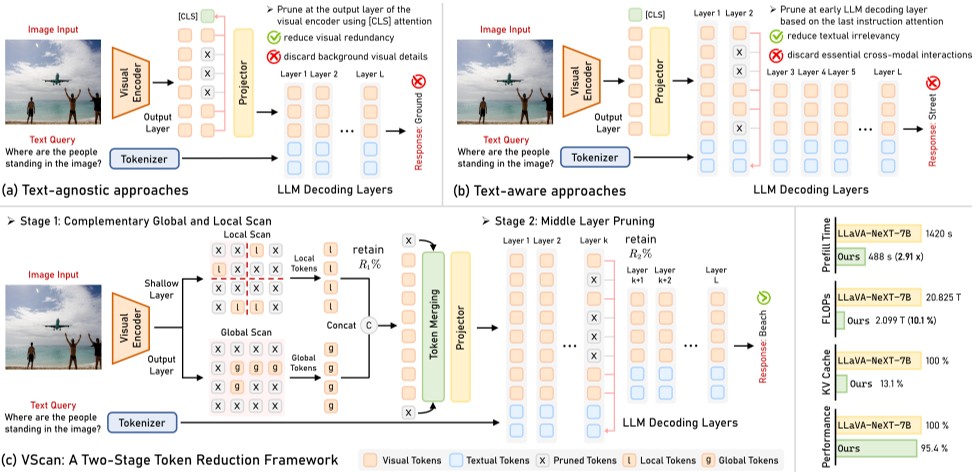 Image Input
[CLS]
Visual Encoder
Output Layer
X
X
X
Projector
➢ Prune at the output layer of the visual encoder using [CLS] attention
reduce visual redundancy
discard background visual details
Layer 1 Layer 2 Layer L
...
Response: Ground
Text Query
Where are the people standing in the image?
Tokenizer
LLM Decoding Layers
(a) Text-agnostic approaches
Image Input
[CLS]
Visual Encoder
Output Layer
Projector
Layer 1 Layer 2
X
X
X
➢ Prune at early LLM decoding layer based on the last instruction attention
reduce textual irrelevancy
discard essential cross-modal interactions
Layer 3 Layer 4 Layer 5 Layer L
...
Response: Street
Text Query
Where are the people standing in the image?
Tokenizer
LLM Decoding Layers
(b) Text-aware approaches
➢ Stage 1: Complementary Global and Local Scan
Image Input
Visual Encoder
Shallow Layer
Output Layer
Local Scan
X X l X
l X X X
X X X X
X l l X
Local Tokens
l
l
l
l
Global Scan
X X X X
X g g g
X g X X
X X X X
Global Tokens
g
g
g
g
retain R₁%
Concat C
X
X
Token Merging
Projector
Text Query
Where are the people standing in the image?
Tokenizer
➢ Stage 2: Middle Layer Pruning
Layer 1 Layer 2 Layer k
...
X
X
X
X
X
retain R₂%
Layer k+1 Layer k+2 Layer L
...
Response: Beach
LLM Decoding Layers
(c) VScan: A Two-Stage Token Reduction Framework
Visual Tokens Textual Tokens X Pruned Tokens l Local Tokens g Global Tokens
Prefill Time
LLaVA-NeXT-7B 1420 s
Ours 488 s (2.91 x)
FLOPs
LLaVA-NeXT-7B 20.825 T
Ours 2.099 T (10.1 %)
KV Cache
LLaVA-NeXT-7B 100 %
Ours 13.1 %
Performance
LLaVA-NeXT-7B 100 %
Ours 95.4 %